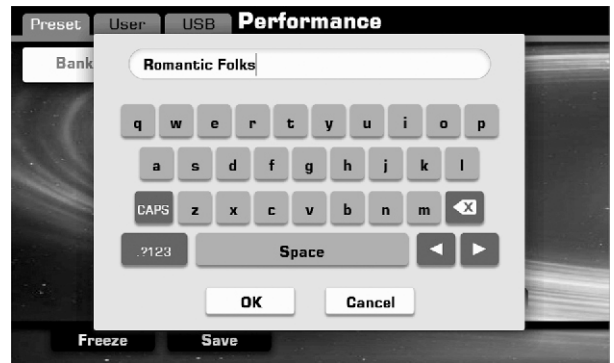 Preset User USB Performance
Bank
Romantic Folks
q w e r t y u i o p
a s d f g h j k l
CAPS z x c v b n m
.?123 Space
OK Cancel
Freeze Save